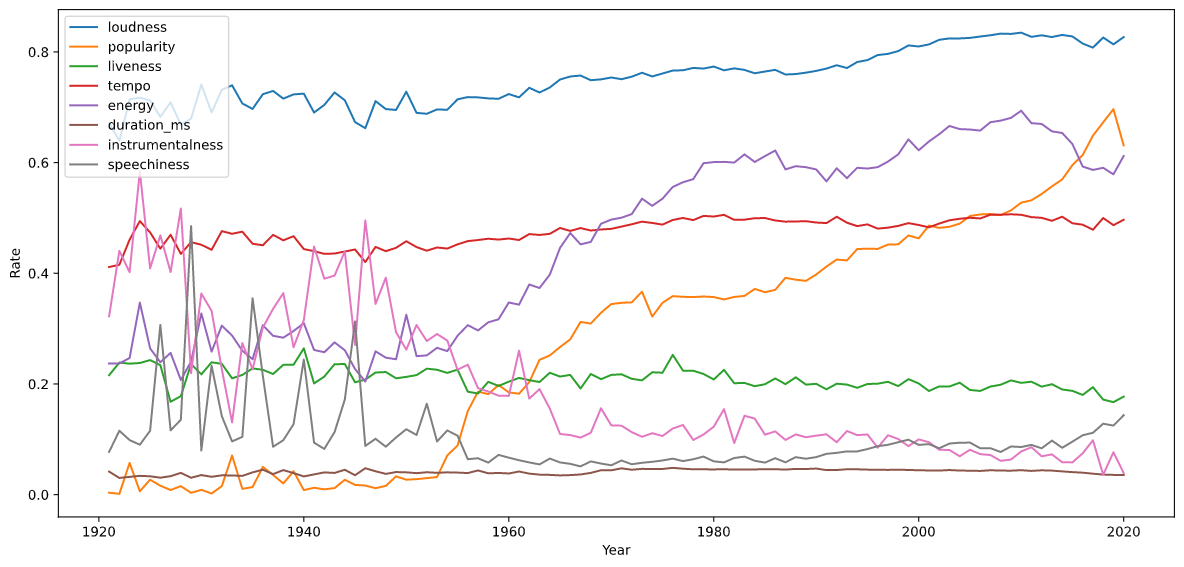 loudness
popularity
liveness
tempo
energy
duration_ms
instrumentalness
speechiness
0.8
0.6
0.4
0.2
0.0
Rate
1920
1940
1960
1980
2000
2020
Year